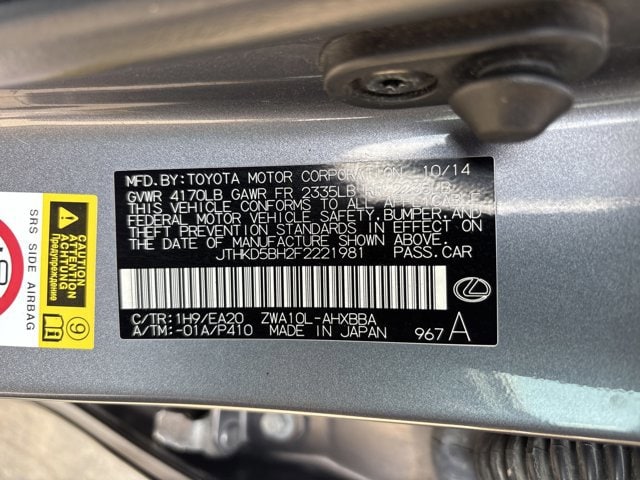 MFD.BY:TOYOTA MOTOR CORPORATION 10/14
GVWR 4170LB GAWR FR 2335LB RR
THIS VEHICLE CONFORMS TO ALL APPLICABLE
FEDERAL MOTOR VEHICLE SAFETY,BUMPER,AND
THEFT PREVENTION STANDARDS IN EFFECT ON
THE DATE OF MANUFACTURE SHOWN ABOVE.
JTHKD5BH2F2221981 PASS.CAR
C/TR:1H9/EA20 ZWA10L-AHXBBA
A/TM:-01A/P410 MADE IN JAPAN 967 A
SRS SIDE AIRBAG
CAUTION
ATTENTION
ACHTUNG
Предупреждение
9